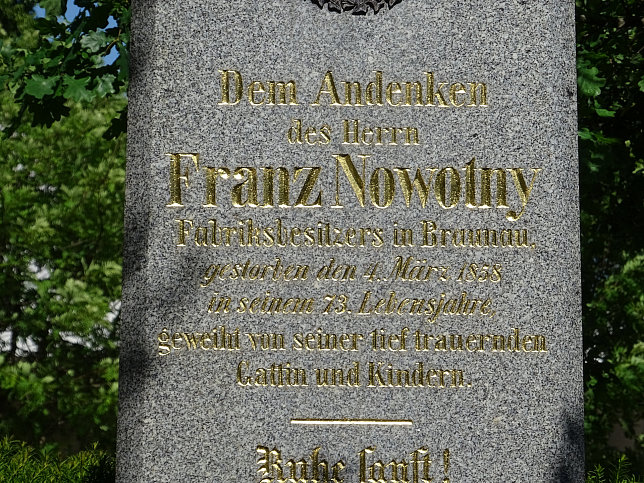 Dem Andenken
des Herrn
Franz Nowotny
Fabriksbesitzers in Braunau,
gestorben den 4. März 1858
in seinem 73. Lebensjahre,
geweiht von seiner tief trauernden
Gattin und Kindern.
Ruhe sanft!